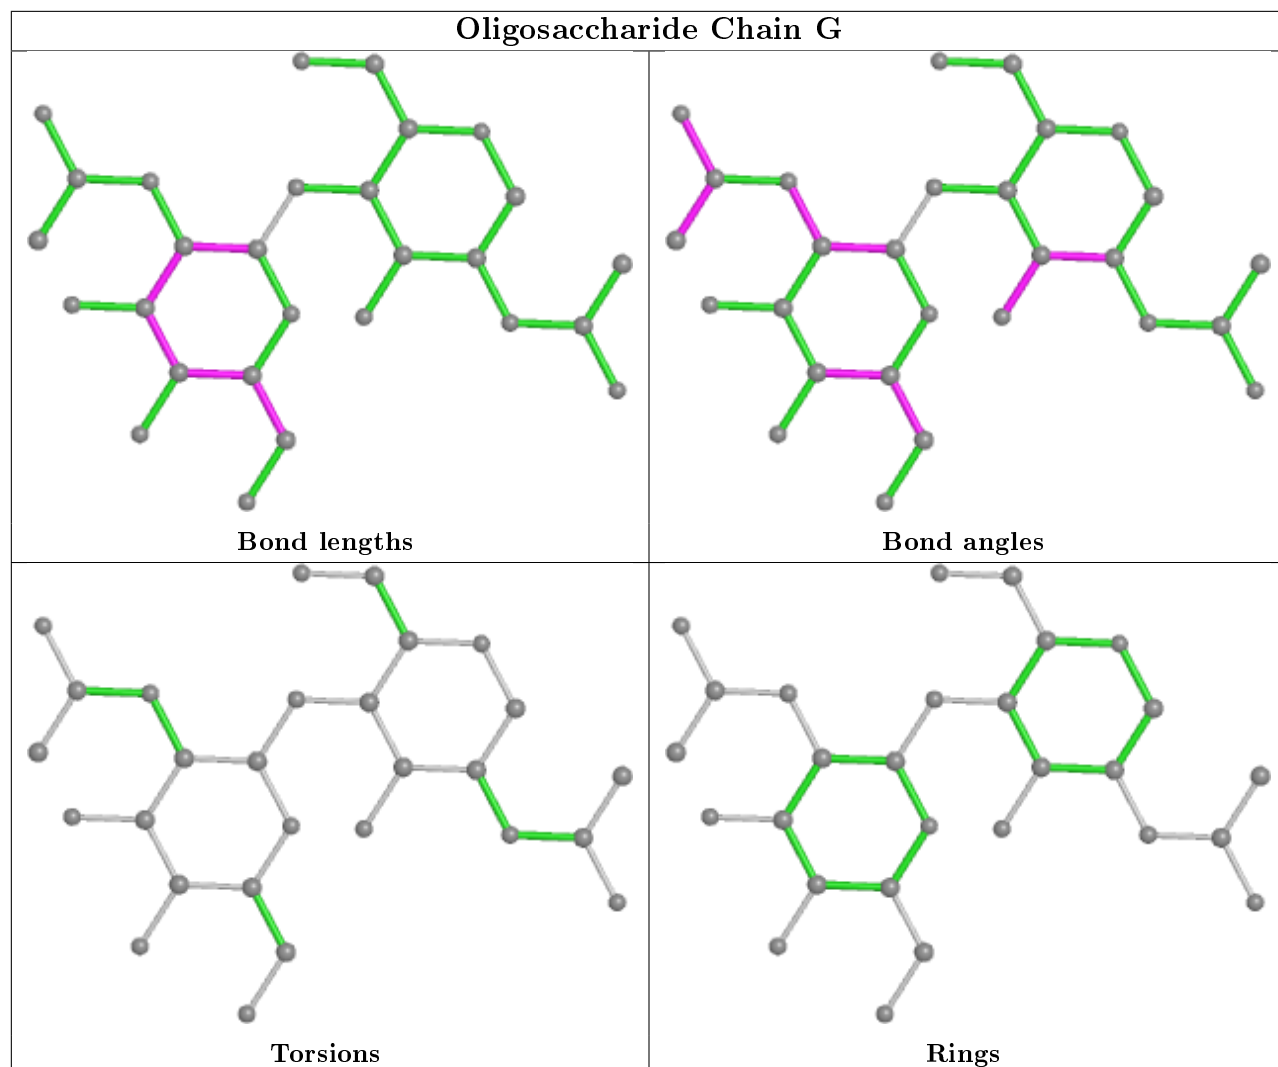 Oligosaccharide Chain G
Bond lengths
Bond angles
Torsions
Rings